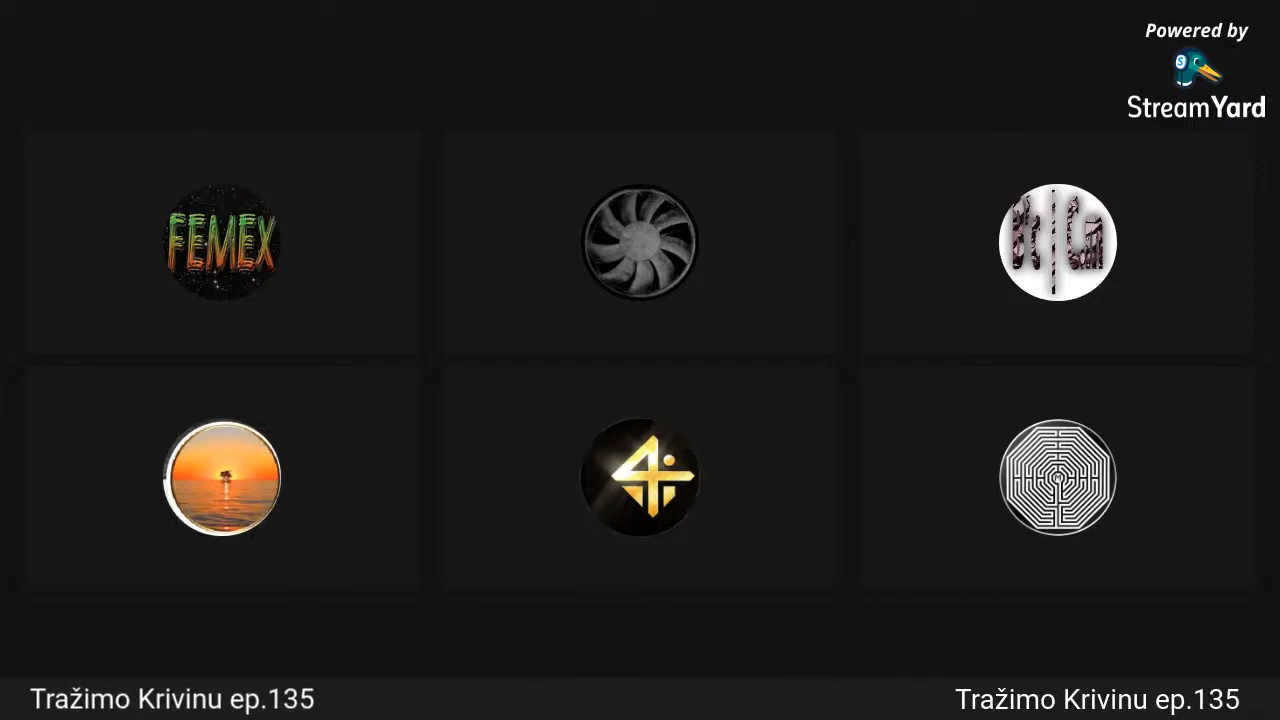 Powered by
StreamYard
FEMEX
Tražimo Krivinu ep.135
Tražimo Krivinu ep.135